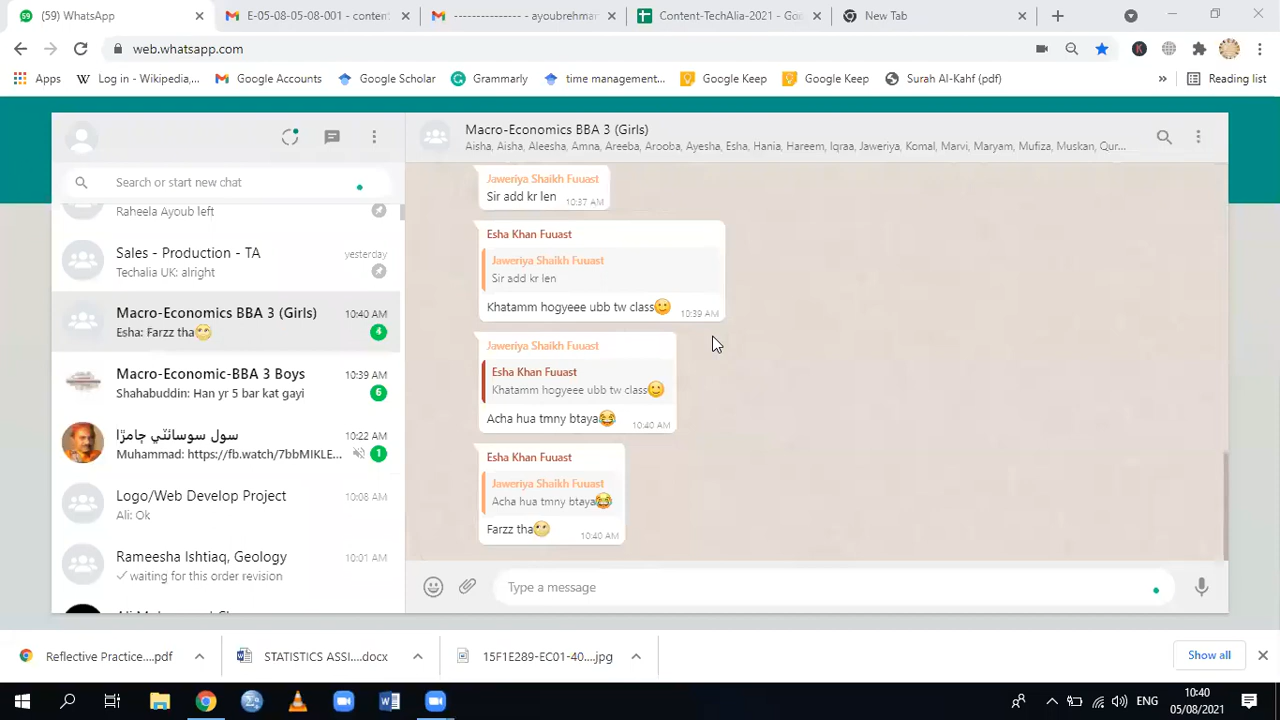 (59) WhatsApp
E-05-08-05-08-001 - content
---------------- - ayoubrehman
Content-TechAlia-2021 - Goo
New Tab
web.whatsapp.com
Apps
Log in - Wikipedia,...
Google Accounts
Google Scholar
Grammarly
time management...
Google Keep
Google Keep
Surah Al-Kahf (pdf)
»
Reading list
Macro-Economics BBA 3 (Girls)
Aisha, Aisha, Aleesha, Amna, Areeba, Arooba, Ayesha, Esha, Hania, Hareem, Iqraa, Jaweriya, Komal, Marvi, Maryam, Mufiza, Muskan, Qur...
Search or start new chat
Raheela Ayoub left
Sales - Production - TA
yesterday
Techalia UK: alright
Macro-Economics BBA 3 (Girls)
10:40 AM
Esha: Farzz tha😬
4
Macro-Economic-BBA 3 Boys
10:39 AM
Shahabuddin: Han yr 5 bar kat gayi
6
سول سوسائٽي ڄامڙا
10:22 AM
Muhammad: https://fb.watch/7bbMIKLE...
1
Logo/Web Develop Project
10:08 AM
Ali: Ok
Rameesha Ishtiaq, Geology
10:01 AM
✓ waiting for this order revision
Jaweriya Shaikh Fuuast
Sir add kr len
10:37 AM
Esha Khan Fuuast
Jaweriya Shaikh Fuuast
Sir add kr len
Khatamm hogyeee ubb tw class🙂
10:39 AM
Jaweriya Shaikh Fuuast
Esha Khan Fuuast
Khatamm hogyeee ubb tw class🙂
Acha hua tmny btaya😂
10:40 AM
Esha Khan Fuuast
Jaweriya Shaikh Fuuast
Acha hua tmny btaya😂
Farzz tha😬
10:40 AM
Type a message
Reflective Practice....pdf
STATISTICS ASSI....docx
15F1E289-EC01-40....jpg
Show all
ENG
10:40
05/08/2021